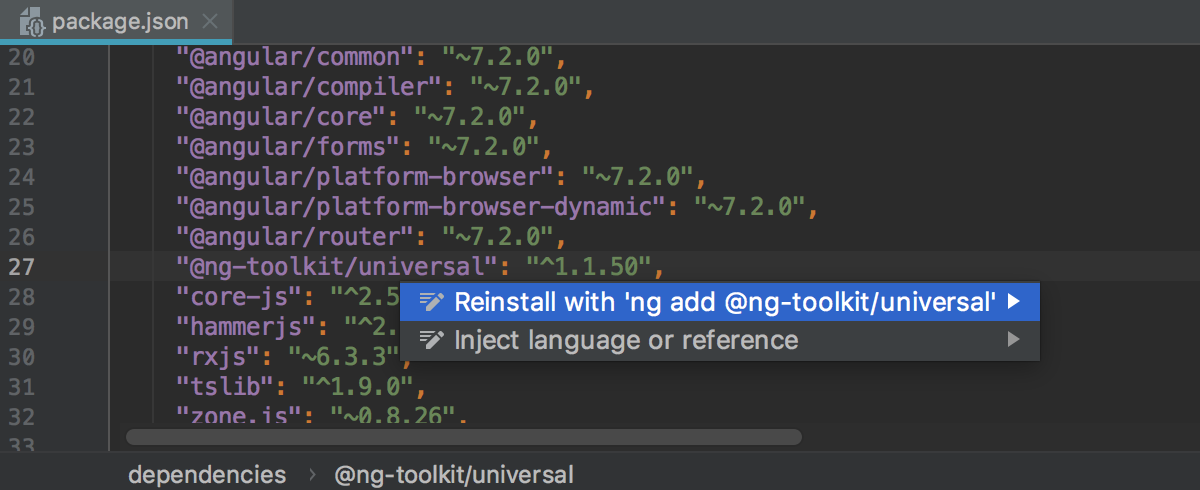 package.json
20 "@angular/common": "~7.2.0",
21 "@angular/compiler": "~7.2.0",
22 "@angular/core": "~7.2.0",
23 "@angular/forms": "~7.2.0",
24 "@angular/platform-browser": "~7.2.0",
25 "@angular/platform-browser-dynamic": "~7.2.0",
26 "@angular/router": "~7.2.0",
27 "@ng-toolkit/universal": "^1.1.50",
28 "core-js": "^2.5
Reinstall with 'ng add @ng-toolkit/universal'
29 "hammerjs": "^2.
Inject language or reference
30 "rxjs": "~6.3.3",
31 "tslib": "^1.9.0",
32 "zone.js": "~0.8.26",
33
dependencies › @ng-toolkit/universal